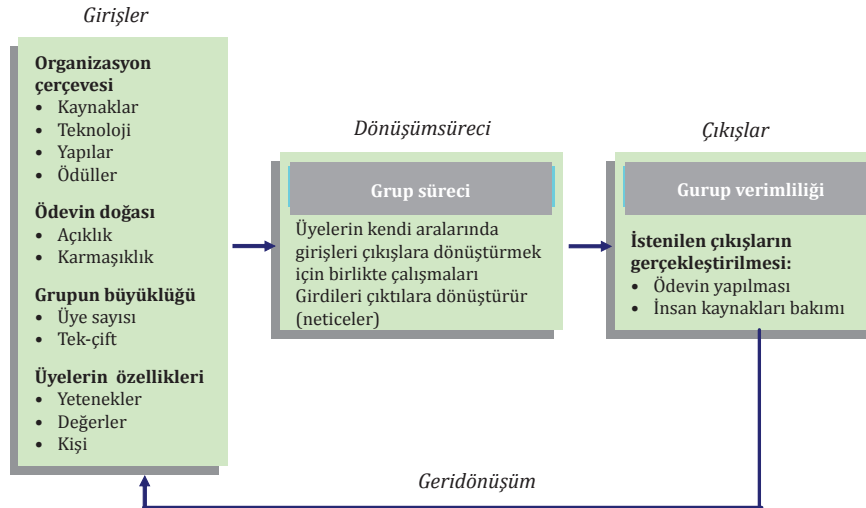 Girişler
Organizasyon
çerçevesi
• Kaynaklar
• Teknoloji
• Yapılar
• Ödüller
Ödevin doğası
• Açıklık
• Karmaşıklık
Grupun büyüklüğü
• Üye sayısı
• Tek-çift
Üyelerin özellikleri
• Yetenekler
• Değerler
• Kişi
Dönüşümsüreci
Grup süreci
Üyelerin kendi aralarında
girişleri çıkışlara dönüştürmek
için birlikte çalışmaları
Girdileri çıktılara dönüştürür
(neticeler)
Çıkışlar
Gurup verimliliği
İstenilen çıkışların
gerçekleştirilmesi:
• Ödevin yapılması
• İnsan kaynakları bakımı
Geridönüşüm